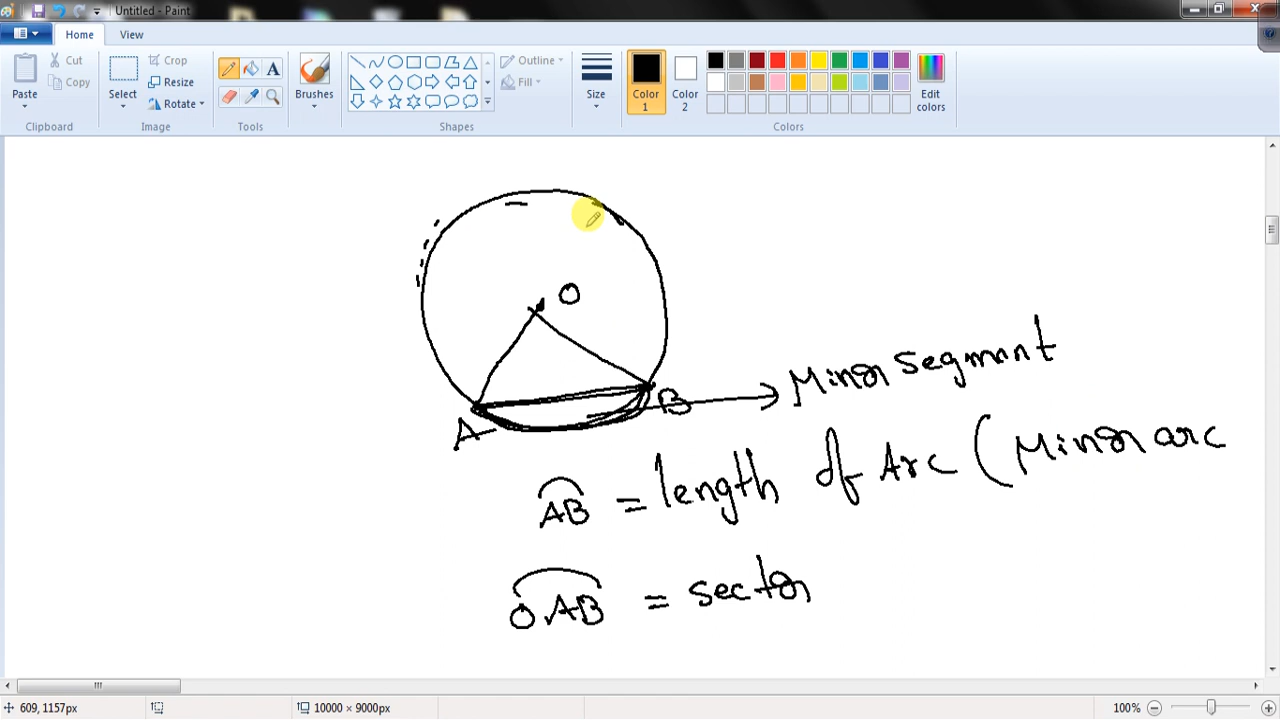 Untitled - Paint
Home View
Paste
Cut
Copy
Clipboard
Select
Crop
Resize
Rotate
Image
Tools
Brushes
Outline
Fill
Shapes
Size
Color 1
Color 2
Edit colors
Colors
O
A
B
Minor segmant
AB = length of Arc (Minor arc
OAB = sector
609, 1157px
10000 × 9000px
100%